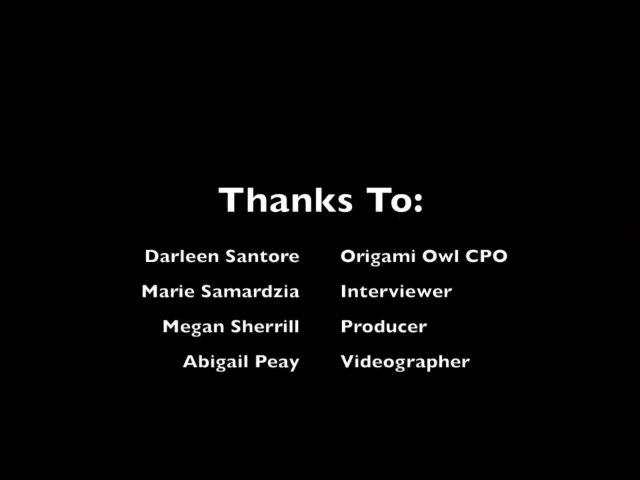 Thanks To:
Darleen Santore Origami Owl CPO
Marie Samardzia Interviewer
Megan Sherrill Producer
Abigail Peay Videographer